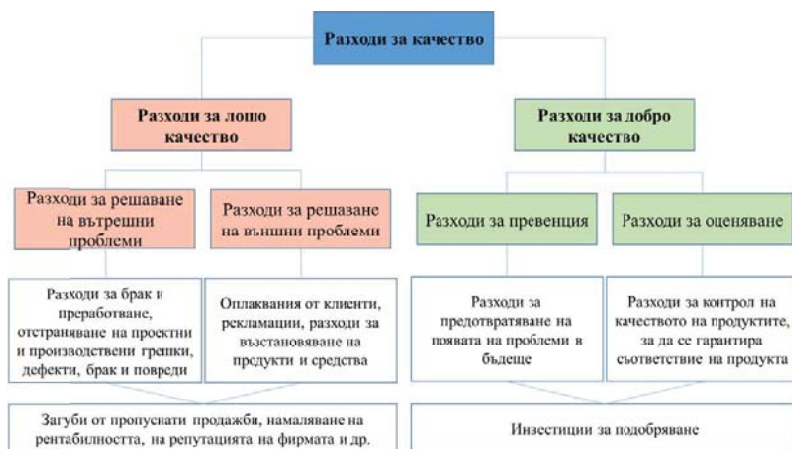 Разходи за качество
Разходи за лошо
качество
Разходи за добро
качество
Разходи за решаване
на вътрешни
проблеми
Разходи за решаване
на външни проблеми
Разходи за превенция
Разходи за оценяване
Разходи за брак и
преработване,
отстраняване на проектни
и производствени грешки,
дефекти, брак и повреди
Оплаквания от клиенти,
рекламации, разходи за
възстановяване на
продукти и средства
Разходи за
предотвратяване на
появата на проблеми в
бъдеще
Разходи за контрол на
качеството на продуктите,
за да се гарантира
съответствие на продукта
Загуби от пропуснати продажби, намаляване на
рентабилността, на репутацията на фирмата и др.
Инвестиции за подобряване